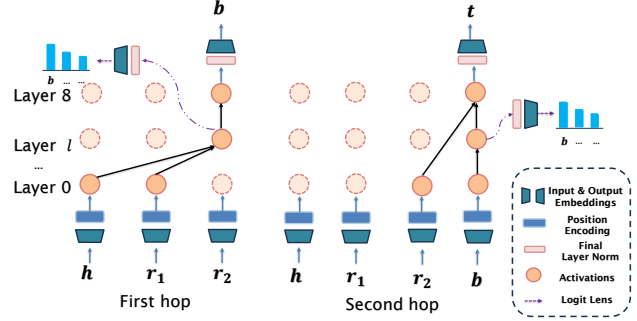 b
t
b ... ...
Layer 8
Layer l
...
Layer 0
b ... ...
h r₁ r₂ h r₁ r₂ b
First hop Second hop
Input & Output
Embeddings
Position
Encoding
Final
Layer Norm
Activations
Logit Lens